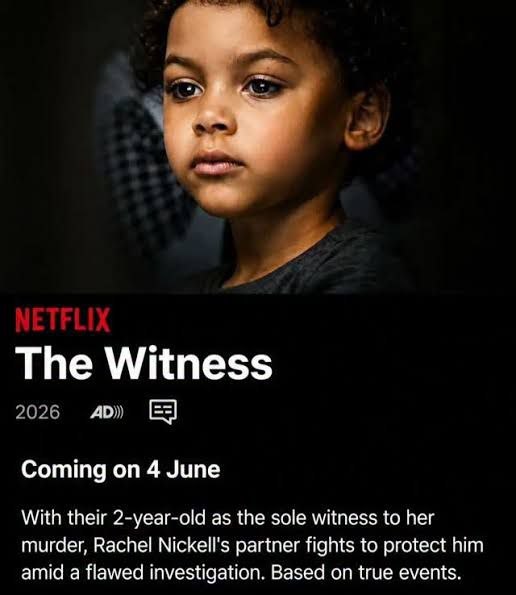 NETFLIX
The Witness
2026 AD)))
Coming on 4 June
With their 2-year-old as the sole witness to her
murder, Rachel Nickell's partner fights to protect him
amid a flawed investigation. Based on true events.